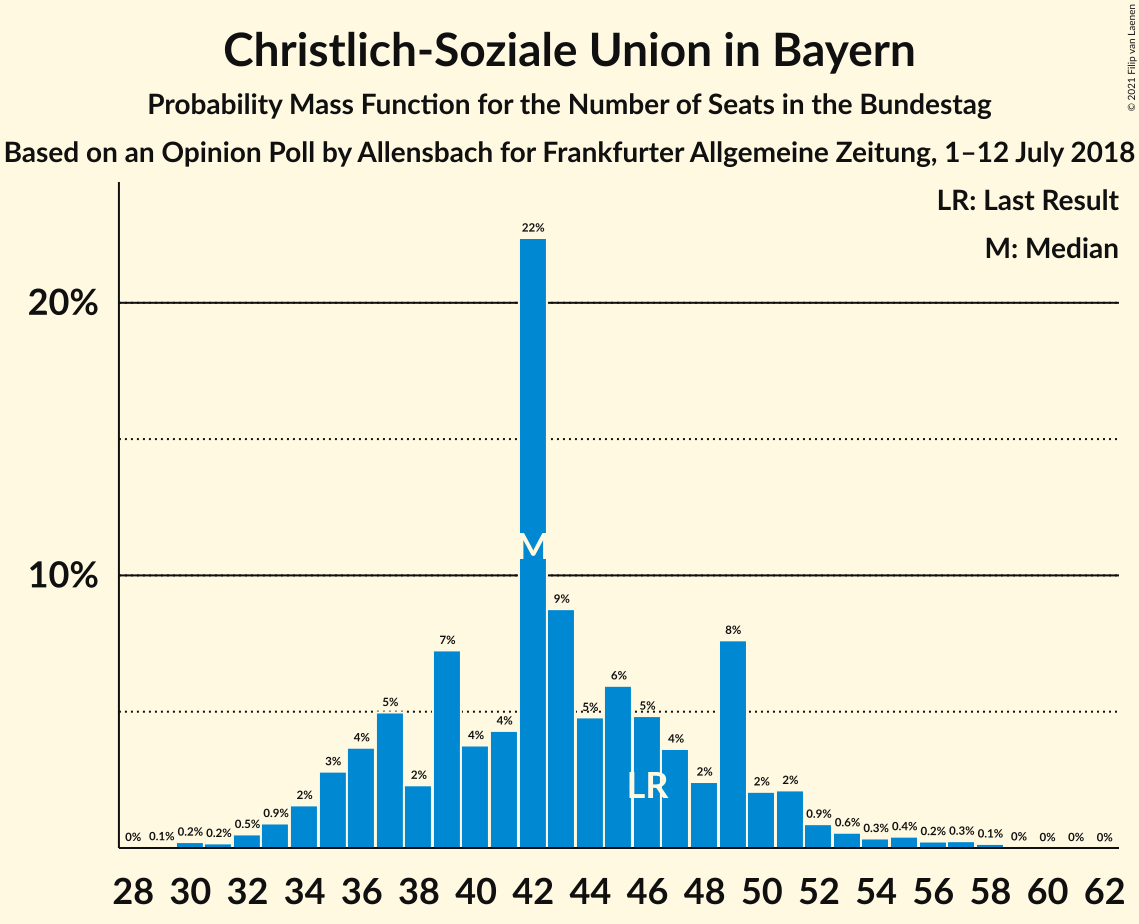 Christlich-Soziale Union in Bayern
Probability Mass Function for the Number of Seats in the Bundestag
Based on an Opinion Poll by Allensbach for Frankfurter Allgemeine Zeitung, 1–12 July 2018
© 2021 Filip van Laenen
LR: Last Result
M: Median
20%
10%
0% 0.1% 0.2% 0.2% 0.5% 0.9% 2% 3% 4% 5% 2% 7% 4% 4% 22% 9% 5% 6% 5% 4% 2% 8% 2% 2% 0.9% 0.6% 0.3% 0.4% 0.2% 0.3% 0.1% 0% 0% 0% 0%
M
LR
28 30 32 34 36 38 40 42 44 46 48 50 52 54 56 58 60 62